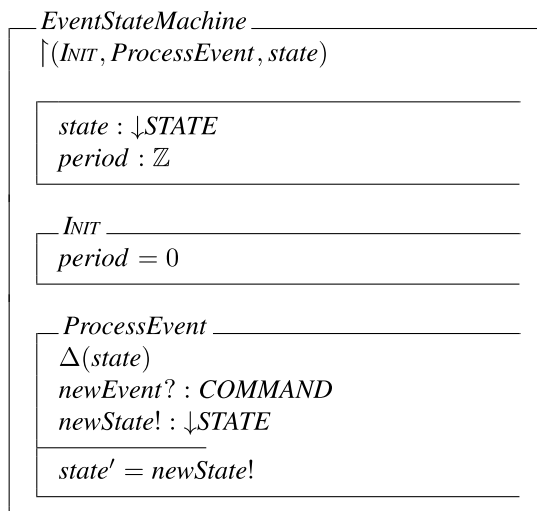 EventStateMachine
↾(INIT, ProcessEvent, state)
state : ↓STATE
period : ℤ
INIT
period = 0
ProcessEvent
Δ(state)
newEvent? : COMMAND
newState! : ↓STATE
state′ = newState!